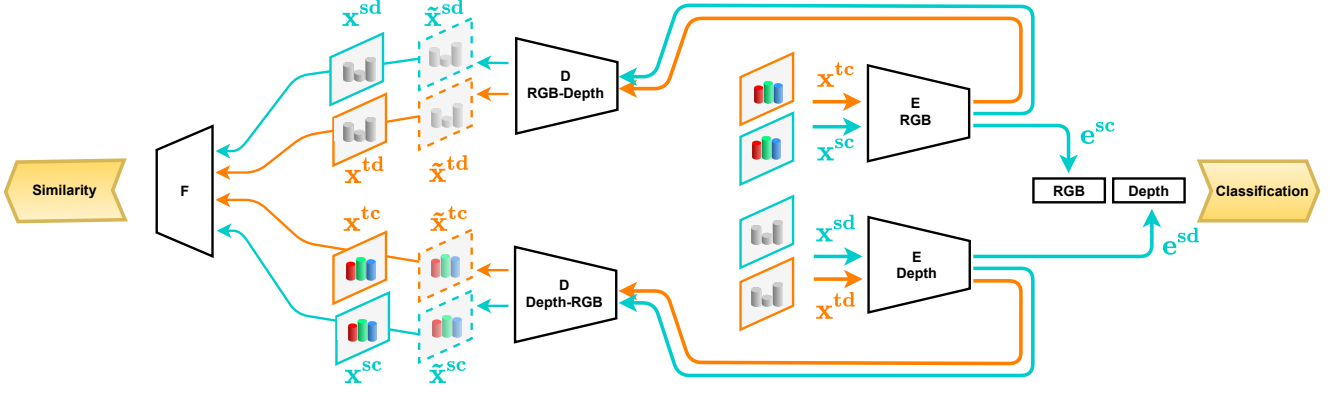 x^sd x̃^sd
D
RGB-Depth
x^tc
E
RGB
x^sc
e^sc
x^td x̃^td
Similarity
F
RGB Depth
Classification
x^tc x̃^tc
x^sd
e^sd
E
Depth
D
Depth-RGB
x^td
x^sc x̃^sc